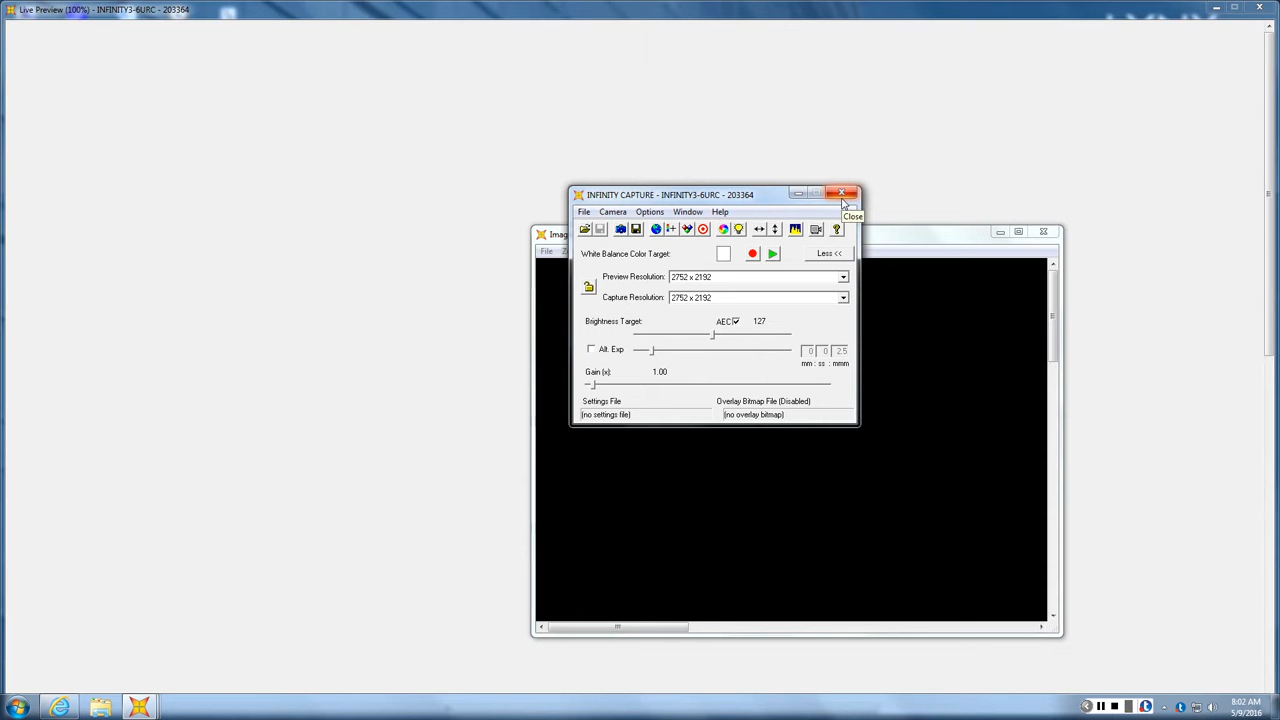 Live Preview (100%) - INFINITY3-6URC - 203364
INFINITY CAPTURE - INFINITY3-6URC - 203364
Close
File Camera Options Window Help
White Balance Color Target: Less <<
Preview Resolution: 2752 x 2192
Capture Resolution: 2752 x 2192
Brightness Target: AEC 127
Alt. Exp 0 0 2.5
mm : ss : mmm
Gain (x): 1.00
Settings File Overlay Bitmap File (Disabled)
(no settings file) (no overlay bitmap)
File
8:02 AM
5/9/2016